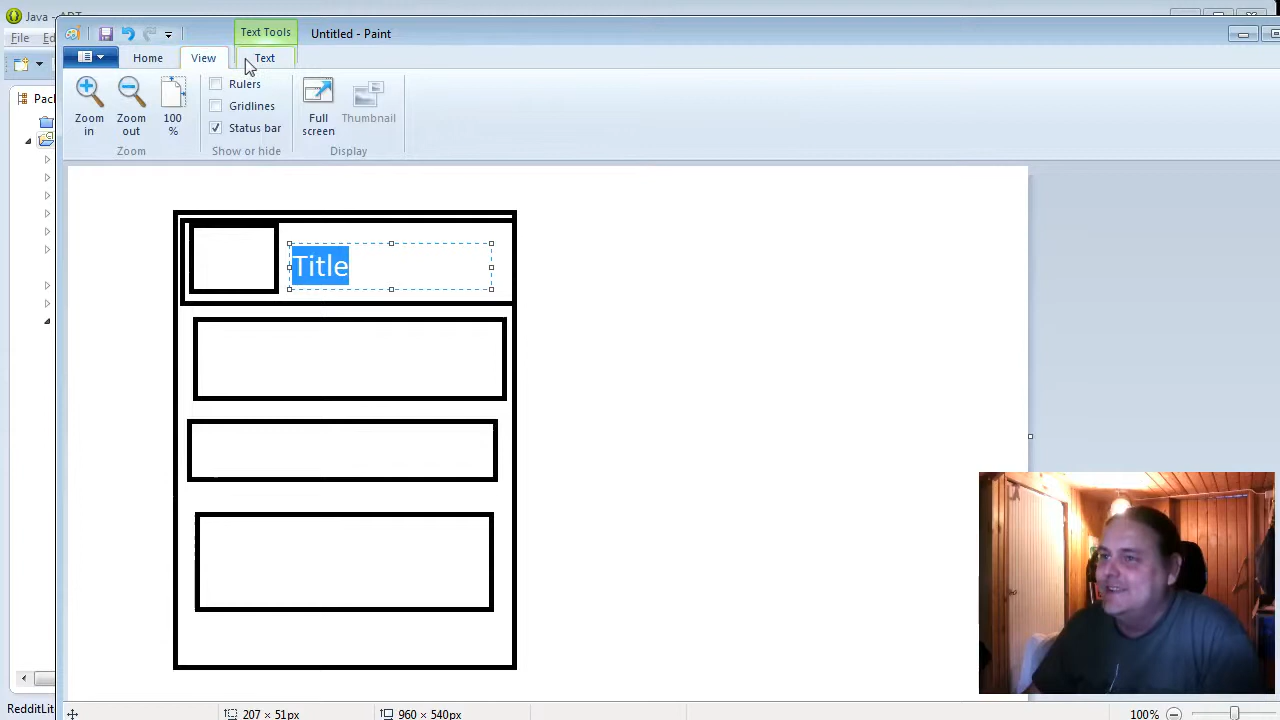 Java - ADT
Text Tools
Untitled - Paint
File
Ed
Home
View
Text
Zoom in
Zoom out
100 %
Rulers
Gridlines
Status bar
Full screen
Thumbnail
Zoom
Show or hide
Display
Pack
Title
RedditLit
207 × 51px
960 × 540px
100%